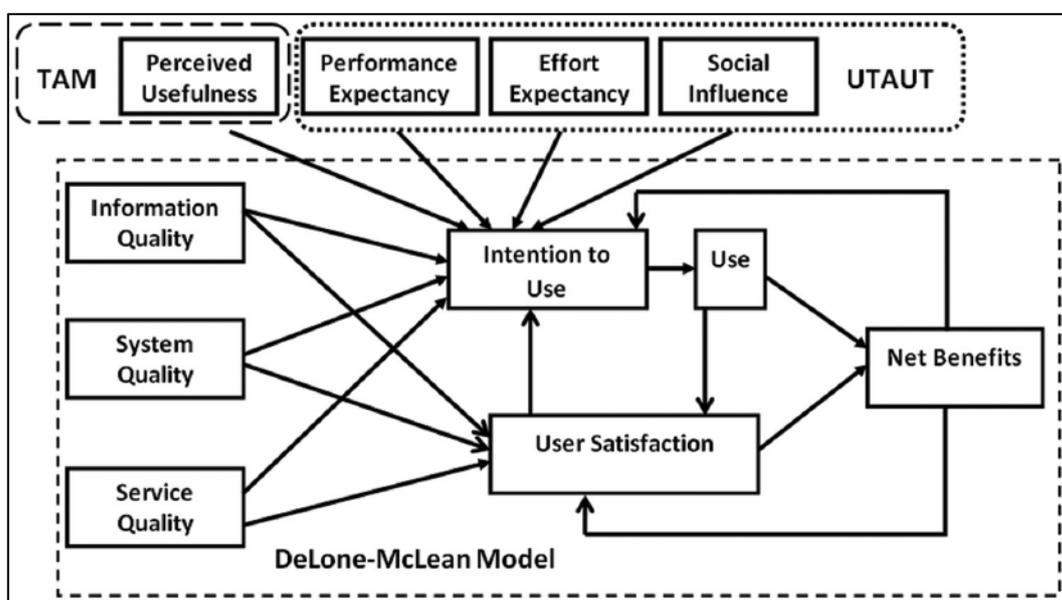 TAM
Perceived
Usefulness
Performance
Expectancy
Effort
Expectancy
Social
Influence
UTAUT
Information
Quality
Intention to
Use
Use
System
Quality
Net Benefits
User Satisfaction
Service
Quality
DeLone-McLean Model